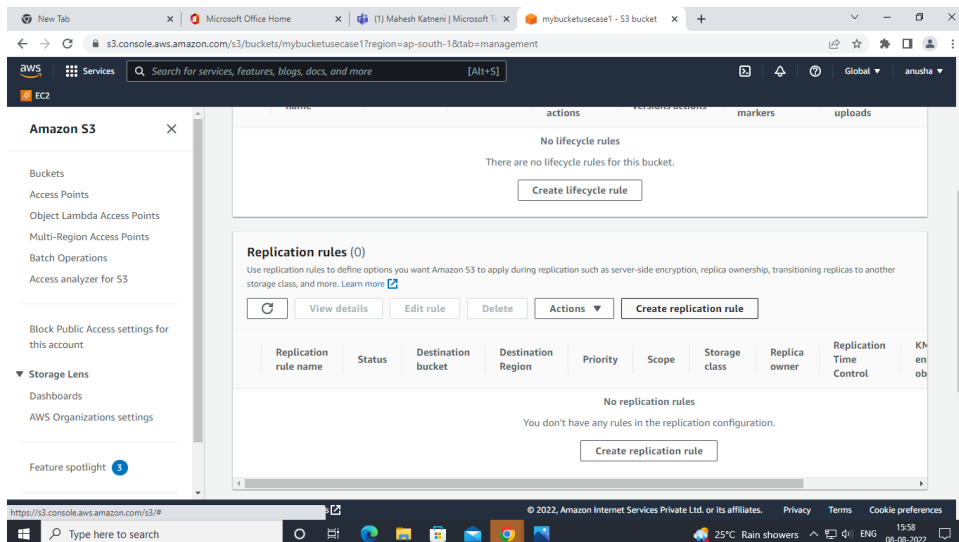 New Tab
Microsoft Office Home
(1) Mahesh Katneni | Microsoft T
mybucketusecase1 - S3 bucket
s3.console.aws.amazon.com/s3/buckets/mybucketusecase1?region=ap-south-1&tab=management
aws
Services
Search for services, features, blogs, docs, and more
[Alt+S]
Global
anusha
EC2
Amazon S3
Buckets
Access Points
Object Lambda Access Points
Multi-Region Access Points
Batch Operations
Access analyzer for S3
Block Public Access settings for
this account
Storage Lens
Dashboards
AWS Organizations settings
Feature spotlight 3
name
actions
versions actions
markers
uploads
No lifecycle rules
There are no lifecycle rules for this bucket.
Create lifecycle rule
Replication rules (0)
Use replication rules to define options you want Amazon S3 to apply during replication such as server-side encryption, replica ownership, transitioning replicas to another
storage class, and more. Learn more
View details
Edit rule
Delete
Actions
Create replication rule
Replication
rule name
Status
Destination
bucket
Destination
Region
Priority
Scope
Storage
class
Replica
owner
Replication
Time
Control
No replication rules
You don't have any rules in the replication configuration.
Create replication rule
https://s3.console.aws.amazon.com/s3/#
© 2022, Amazon Internet Services Private Ltd. or its affiliates.
Privacy
Terms
Cookie preferences
Type here to search
25°C Rain showers
ENG
15:58
08-08-2022